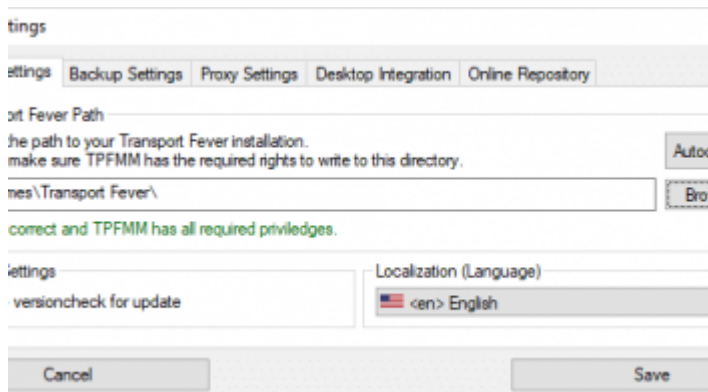 ttings
ettings Backup Settings Proxy Settings Desktop Integration Online Repository
ort Fever Path
the path to your Transport Fever installation.
make sure TPFMM has the required rights to write to this directory.
Autod
mes\Transport Fever\
Bro
correct and TPFMM has all required priviledges.
ettings
Localization (Language)
versioncheck for update
<en> English
Cancel
Save